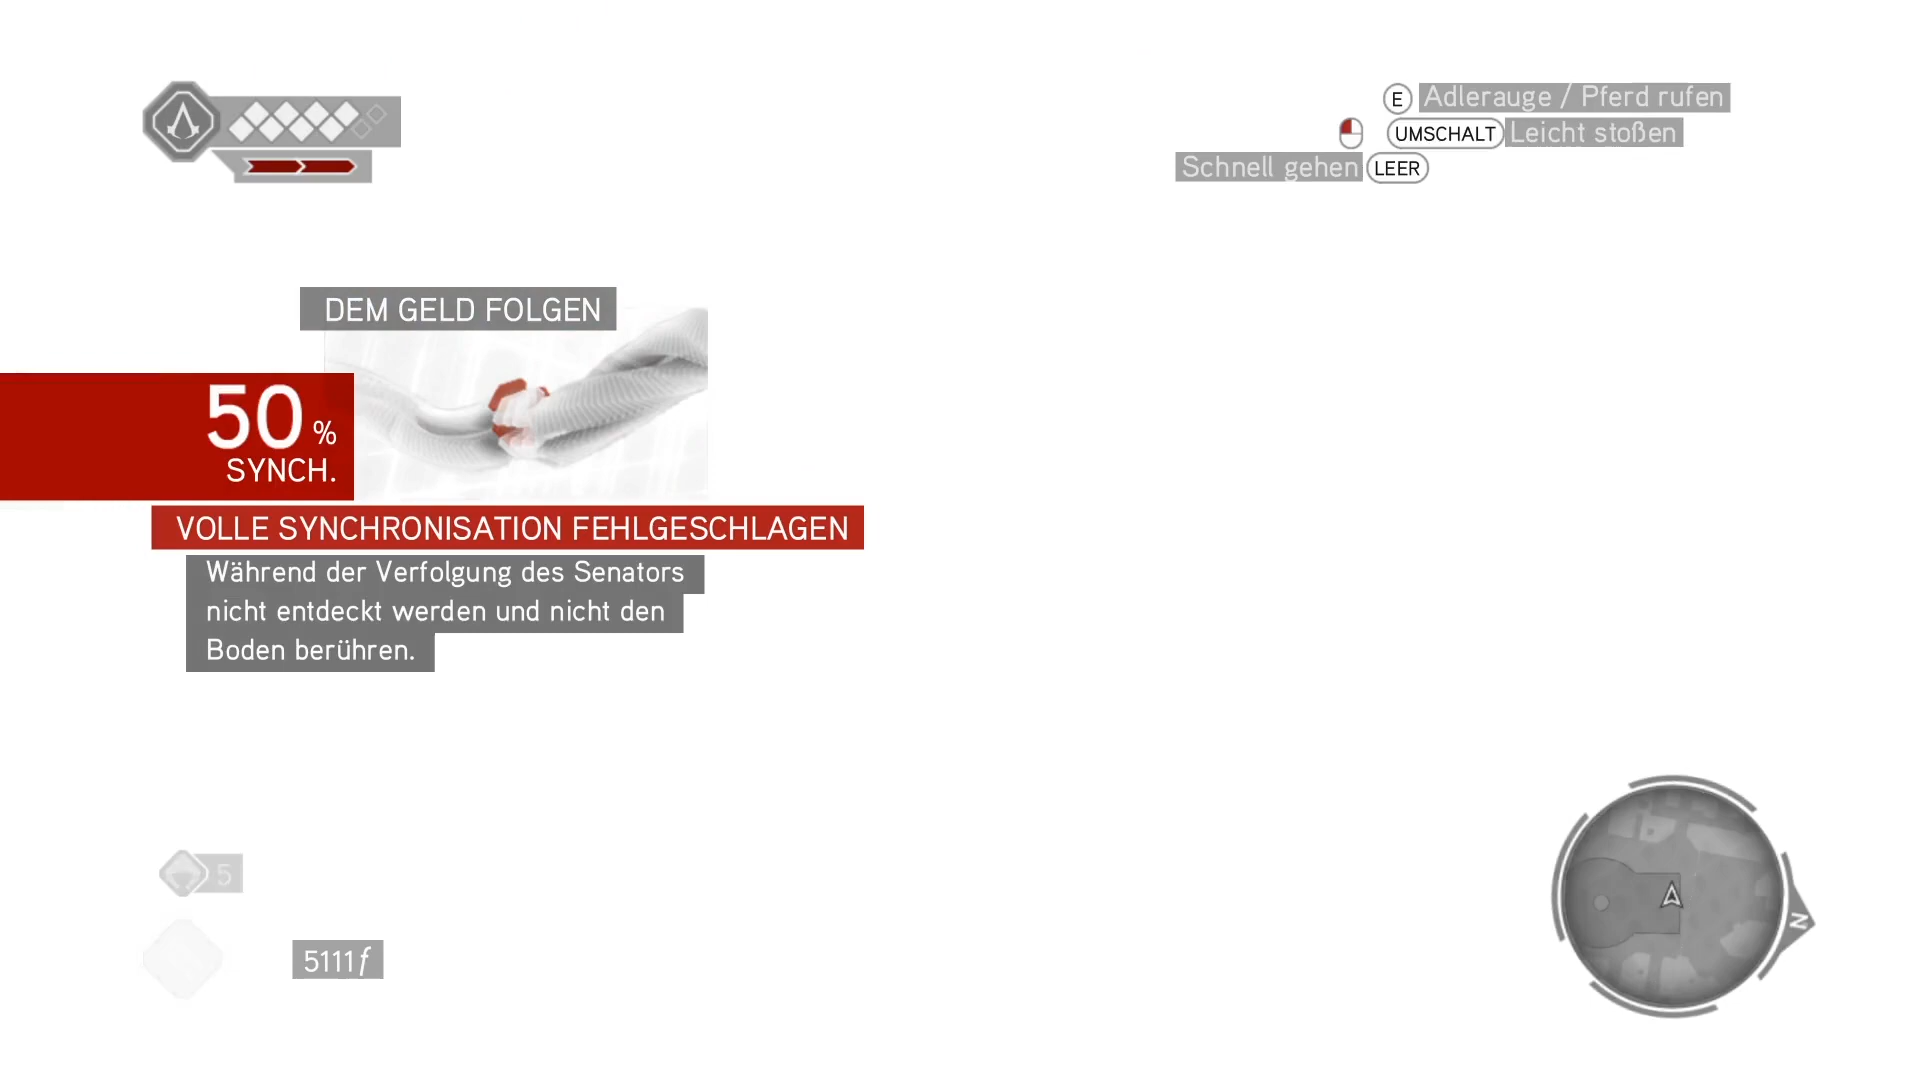 E Adlerauge / Pferd rufen
UMSCHALT Leicht stoßen
Schnell gehen LEER
DEM GELD FOLGEN
50 %
SYNCH.
VOLLE SYNCHRONISATION FEHLGESCHLAGEN
Während der Verfolgung des Senators
nicht entdeckt werden und nicht den
Boden berühren.
5
5111 ƒ
N